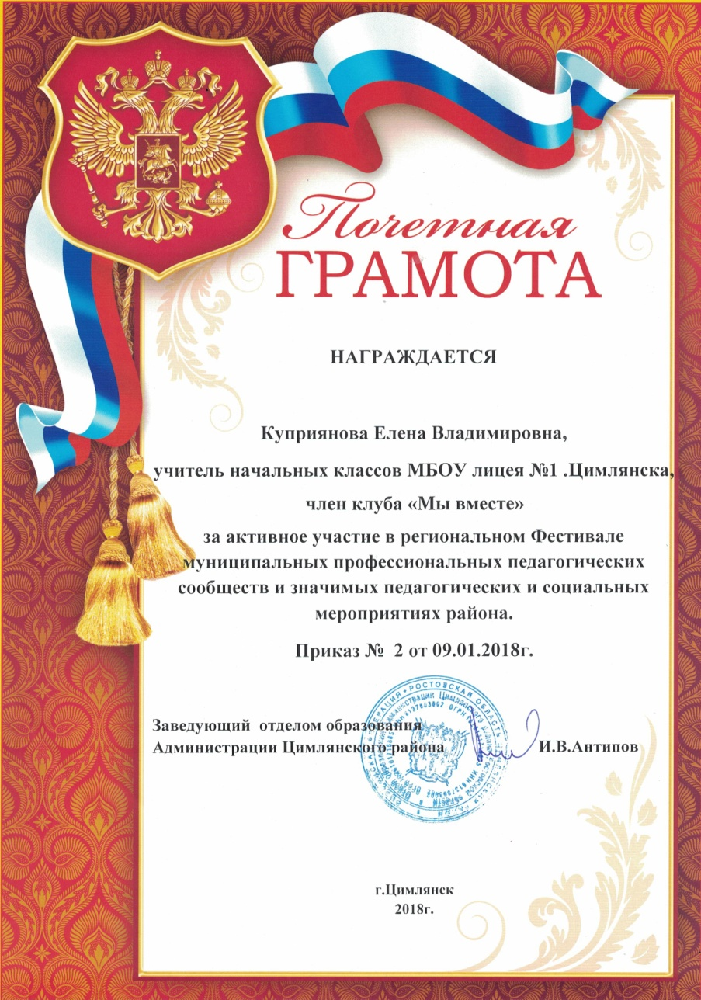 Почетная
ГРАМОТА
НАГРАЖДАЕТСЯ
Куприянова Елена Владимировна,
учитель начальных классов МБОУ лицея №1 .Цимлянска,
член клуба «Мы вместе»
за активное участие в региональном Фестивале
муниципальных профессиональных педагогических
сообществ и значимых педагогических и социальных
мероприятиях района.
Приказ №  2 от 09.01.2018г.
РОСТОВСКАЯ ОБЛАСТЬ
Заведующий  отделом образования
Администрации Цимлянского района
И.В.Антипов
г.Цимлянск
2018г.